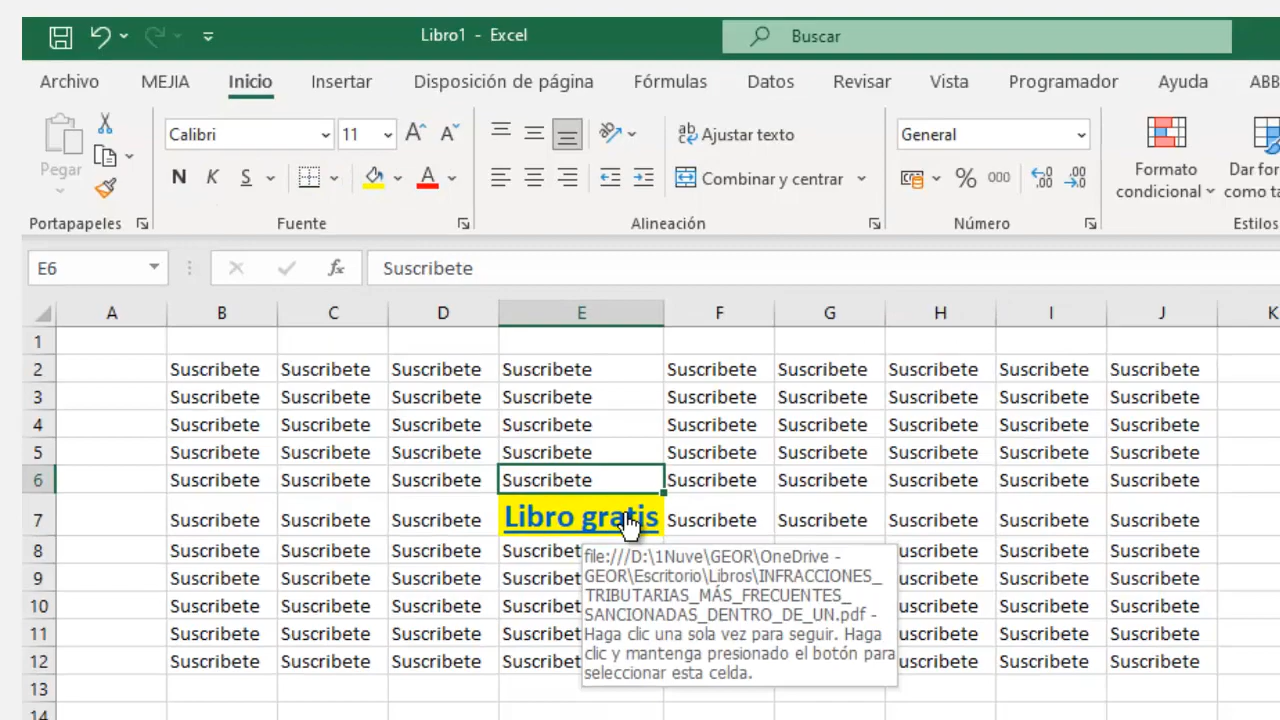 Libro1 - Excel
Buscar
Archivo MEJIA Inicio Insertar Disposición de página Fórmulas Datos Revisar Vista Programador Ayuda ABB
Calibri 11 ab Ajustar texto General
Pegar N K S A Combinar y centrar % 000 Formato condicional Dar for como ta
Portapapeles Fuente Alineación Número Estilos
E6 fx Suscribete
A B C D E F G H I J K
1
2 Suscribete Suscribete Suscribete Suscribete Suscribete Suscribete Suscribete Suscribete Suscribete
3 Suscribete Suscribete Suscribete Suscribete Suscribete Suscribete Suscribete Suscribete Suscribete
4 Suscribete Suscribete Suscribete Suscribete Suscribete Suscribete Suscribete Suscribete Suscribete
5 Suscribete Suscribete Suscribete Suscribete Suscribete Suscribete Suscribete Suscribete Suscribete
6 Suscribete Suscribete Suscribete Suscribete Suscribete Suscribete Suscribete Suscribete Suscribete
7 Suscribete Suscribete Suscribete Libro gratis Suscribete Suscribete Suscribete Suscribete Suscribete
8 Suscribete Suscribete Suscribete Suscribet uscribete Suscribete Suscribete
9 Suscribete Suscribete Suscribete Suscribet uscribete Suscribete Suscribete
10 Suscribete Suscribete Suscribete Suscribet uscribete Suscribete Suscribete
11 Suscribete Suscribete Suscribete Suscribet uscribete Suscribete Suscribete
12 Suscribete Suscribete Suscribete Suscribet uscribete Suscribete Suscribete
13
14
file:///D:\1Nuve\GEOR\OneDrive -
GEOR\Escritorio\Libros\INFRACCIONES_
TRIBUTARIAS_MÁS_FRECUENTES_
SANCIONADAS_DENTRO_DE_UN.pdf -
Haga clic una sola vez para seguir. Haga
clic y mantenga presionado el botón para
seleccionar esta celda.